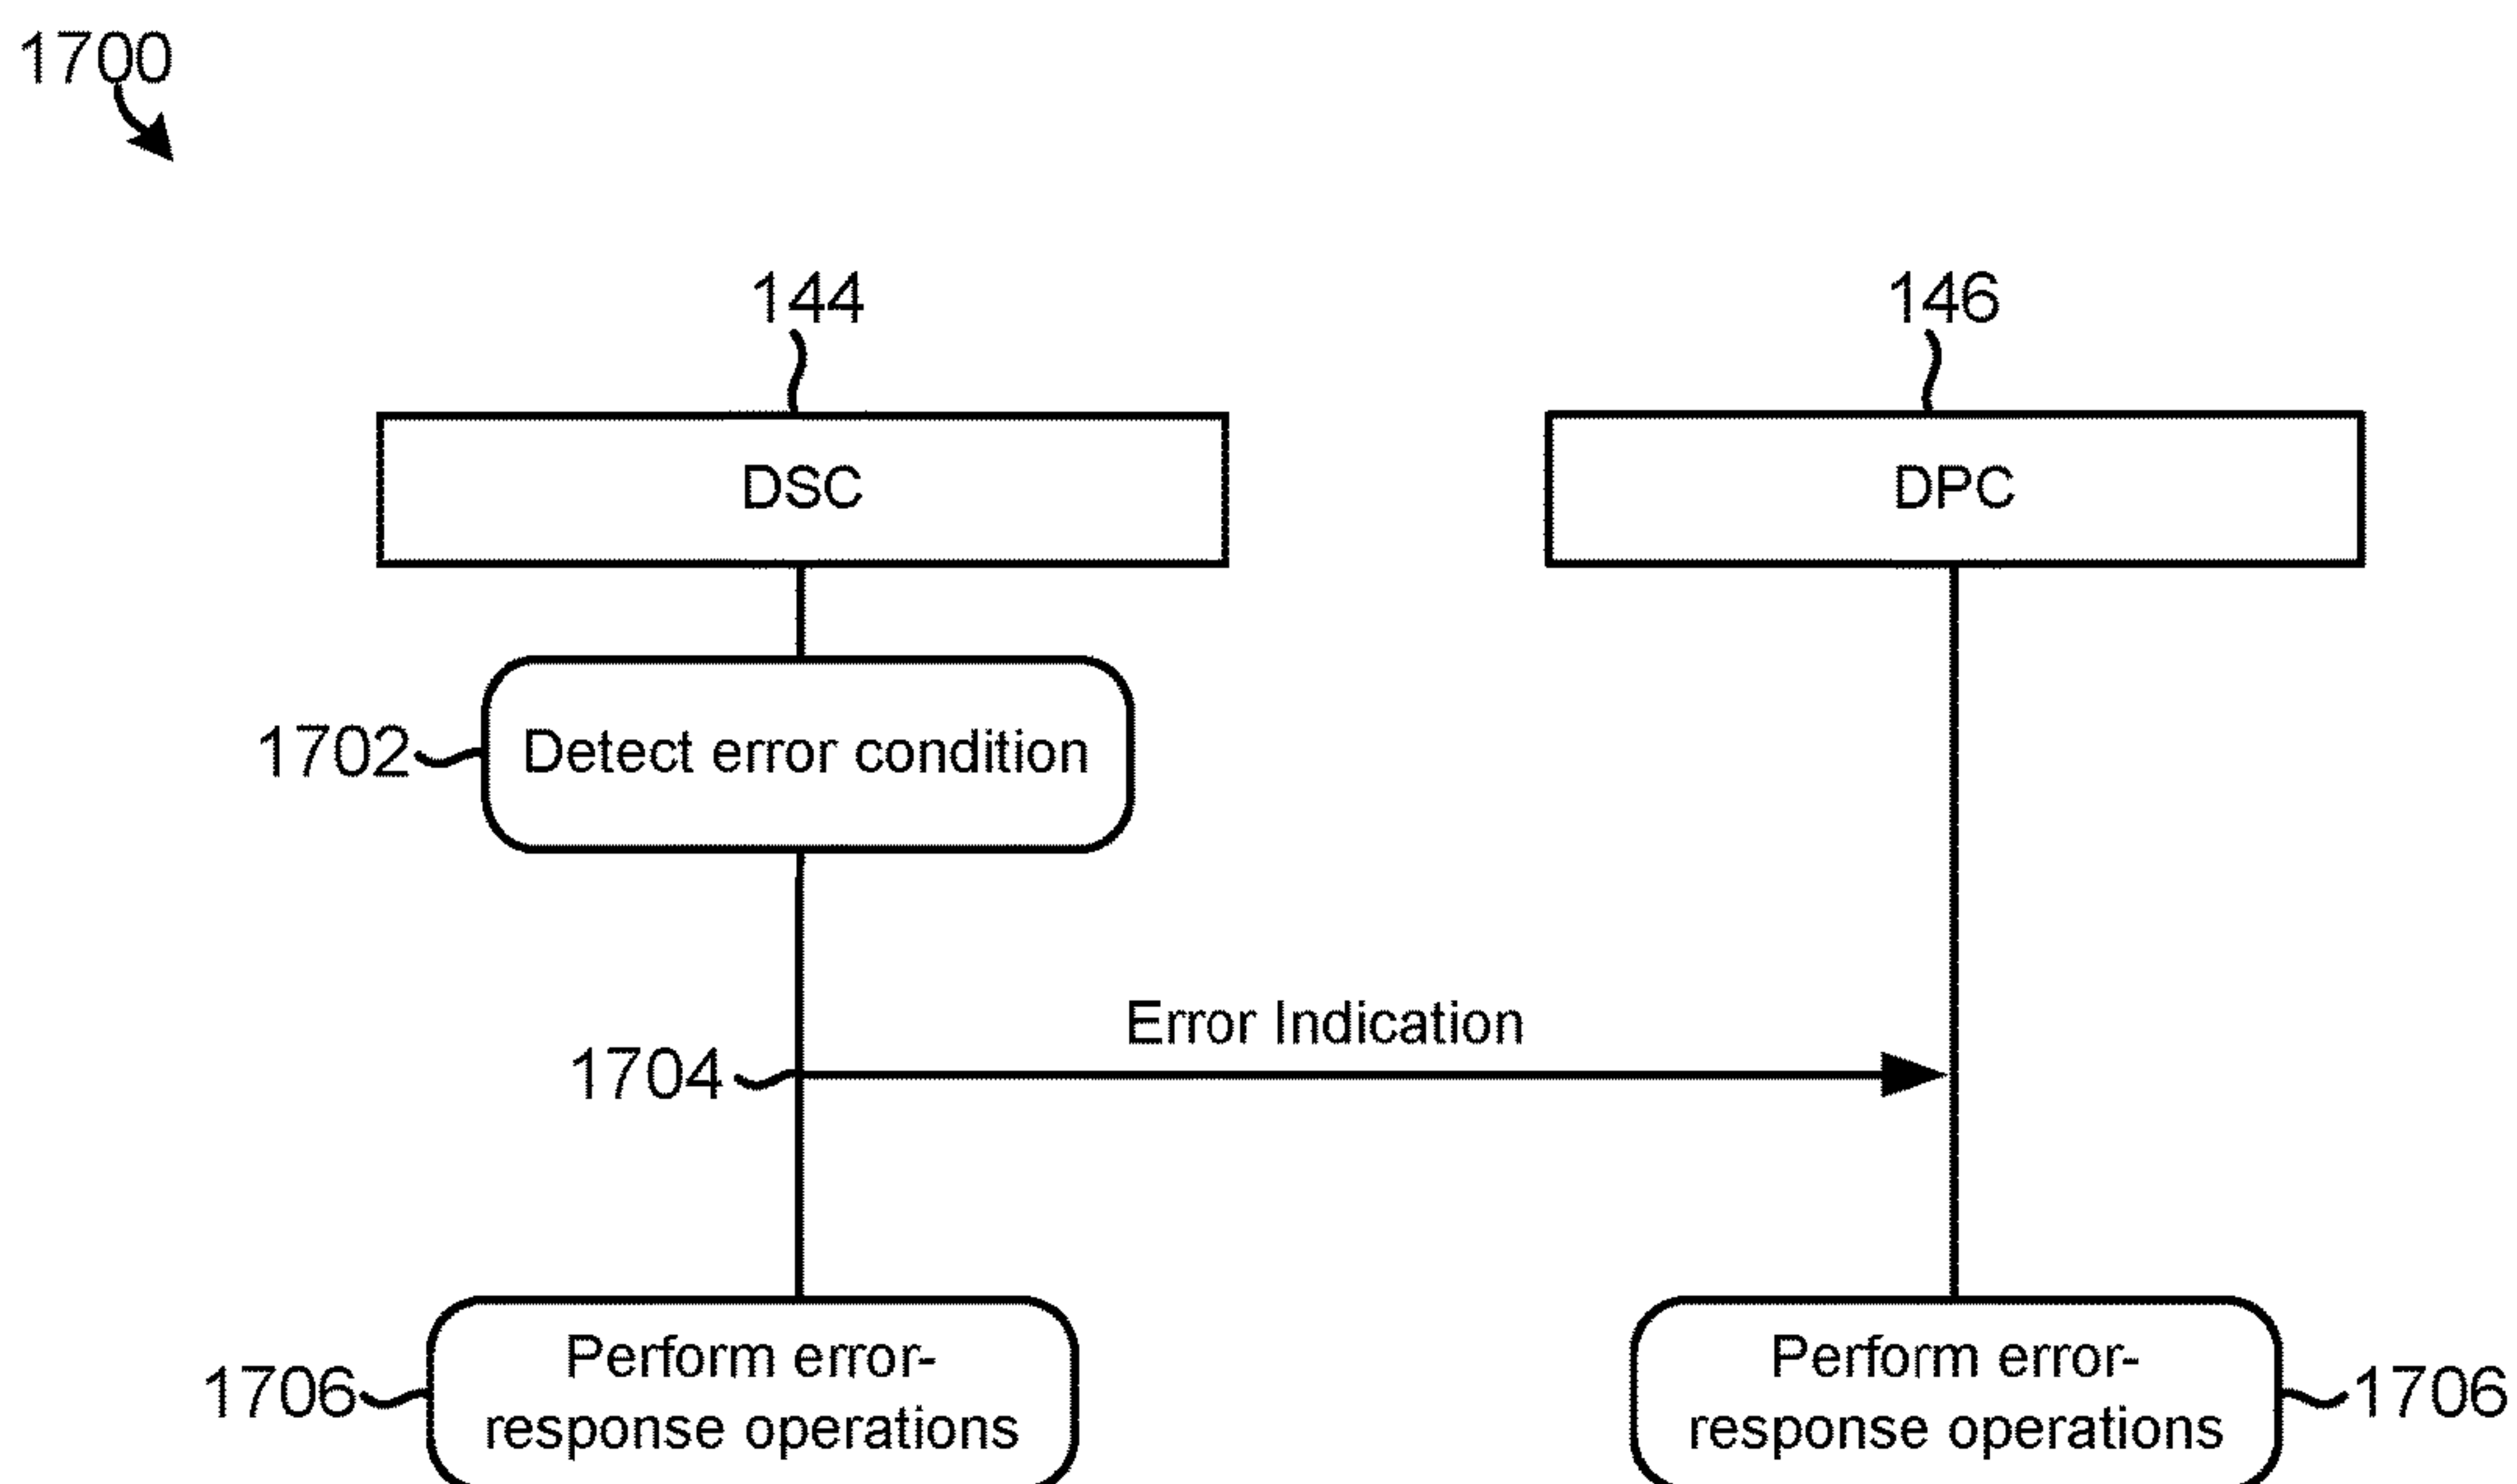 1700
144
146
DSC
DPC
1702
Detect error condition
Error Indication
1704
Perform error-
response operations
1706
Perform error-
response operations
1706